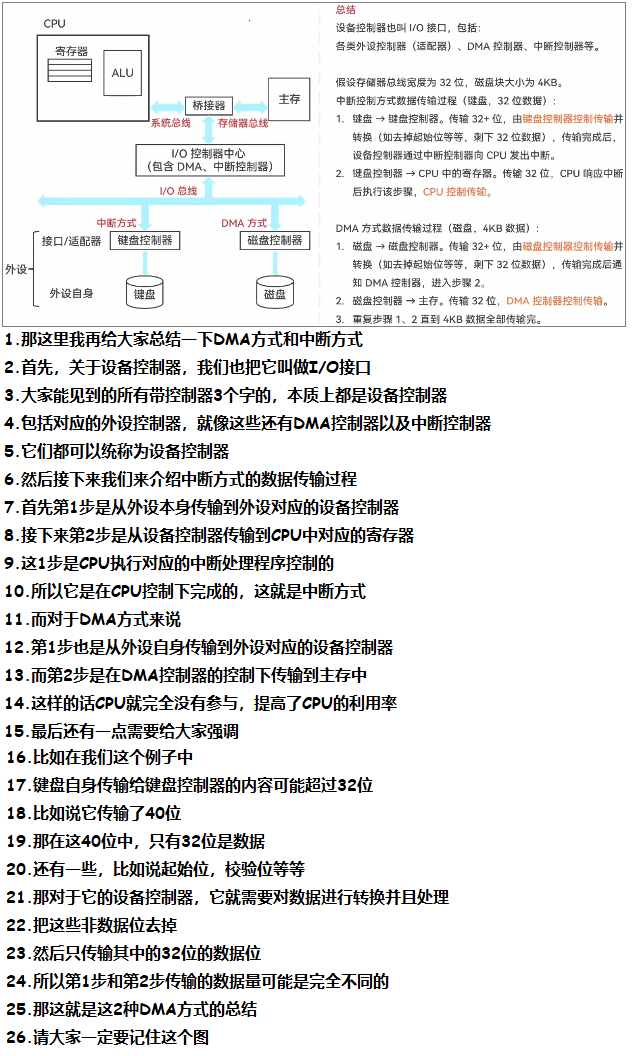 CPU
寄存器
ALU
桥接器
主存
系统总线
存储器总线
I/O 控制器中心
(包含 DMA、中断控制器)
I/O 总线
中断方式
DMA 方式
接口/适配器
键盘控制器
磁盘控制器
外设
外设自身
键盘
磁盘
总结
设备控制器也叫 I/O 接口，包括：
各类外设控制器（适配器）、DMA 控制器、中断控制器等。
假设存储器总线宽度为 32 位，磁盘块大小为 4KB。
中断控制方式数据传输过程（键盘，32 位数据）：
1. 键盘 → 键盘控制器。传输 32+ 位，由键盘控制器控制传输并
转换（如去掉起始位等等，剩下 32 位数据），传输完成后，
设备控制器通过中断控制器向 CPU 发出中断。
2. 键盘控制器 → CPU 中的寄存器。传输 32 位，CPU 响应中断
后执行该步骤，CPU 控制传输。
DMA 方式数据传输过程（磁盘，4KB 数据）：
1. 磁盘 → 磁盘控制器。传输 32+ 位，由磁盘控制器控制传输并
转换（如去掉起始位等等，剩下 32 位数据），传输完成后通
知 DMA 控制器，进入步骤 2。
2. 磁盘控制器 → 主存。传输 32 位，DMA 控制器控制传输。
3. 重复步骤 1、2 直到 4KB 数据全部传输完。
1.那这里我再给大家总结一下DMA方式和中断方式
2.首先，关于设备控制器，我们也把它叫做I/O接口
3.大家能见到的所有带控制器3个字的，本质上都是设备控制器
4.包括对应的外设控制器，就像这些还有DMA控制器以及中断控制器
5.它们都可以统称为设备控制器
6.然后接下来我们来介绍中断方式的数据传输过程
7.首先第1步是从外设本身传输到外设对应的设备控制器
8.接下来第2步是从设备控制器传输到CPU中对应的寄存器
9.这1步是CPU执行对应的中断处理程序控制的
10.所以它是在CPU控制下完成的，这就是中断方式
11.而对于DMA方式来说
12.第1步也是从外设自身传输到外设对应的设备控制器
13.而第2步是在DMA控制器的控制下传输到主存中
14.这样的话CPU就完全没有参与，提高了CPU的利用率
15.最后还有一点需要给大家强调
16.比如在我们这个例子中
17.键盘自身传输给键盘控制器的内容可能超过32位
18.比如说它传输了40位
19.那在这40位中，只有32位是数据
20.还有一些，比如说起始位，校验位等等
21.那对于它的设备控制器，它就需要对数据进行转换并且处理
22.把这些非数据位去掉
23.然后只传输其中的32位的数据位
24.所以第1步和第2步传输的数据量可能是完全不同的
25.那这就是这2种DMA方式的总结
26.请大家一定要记住这个图